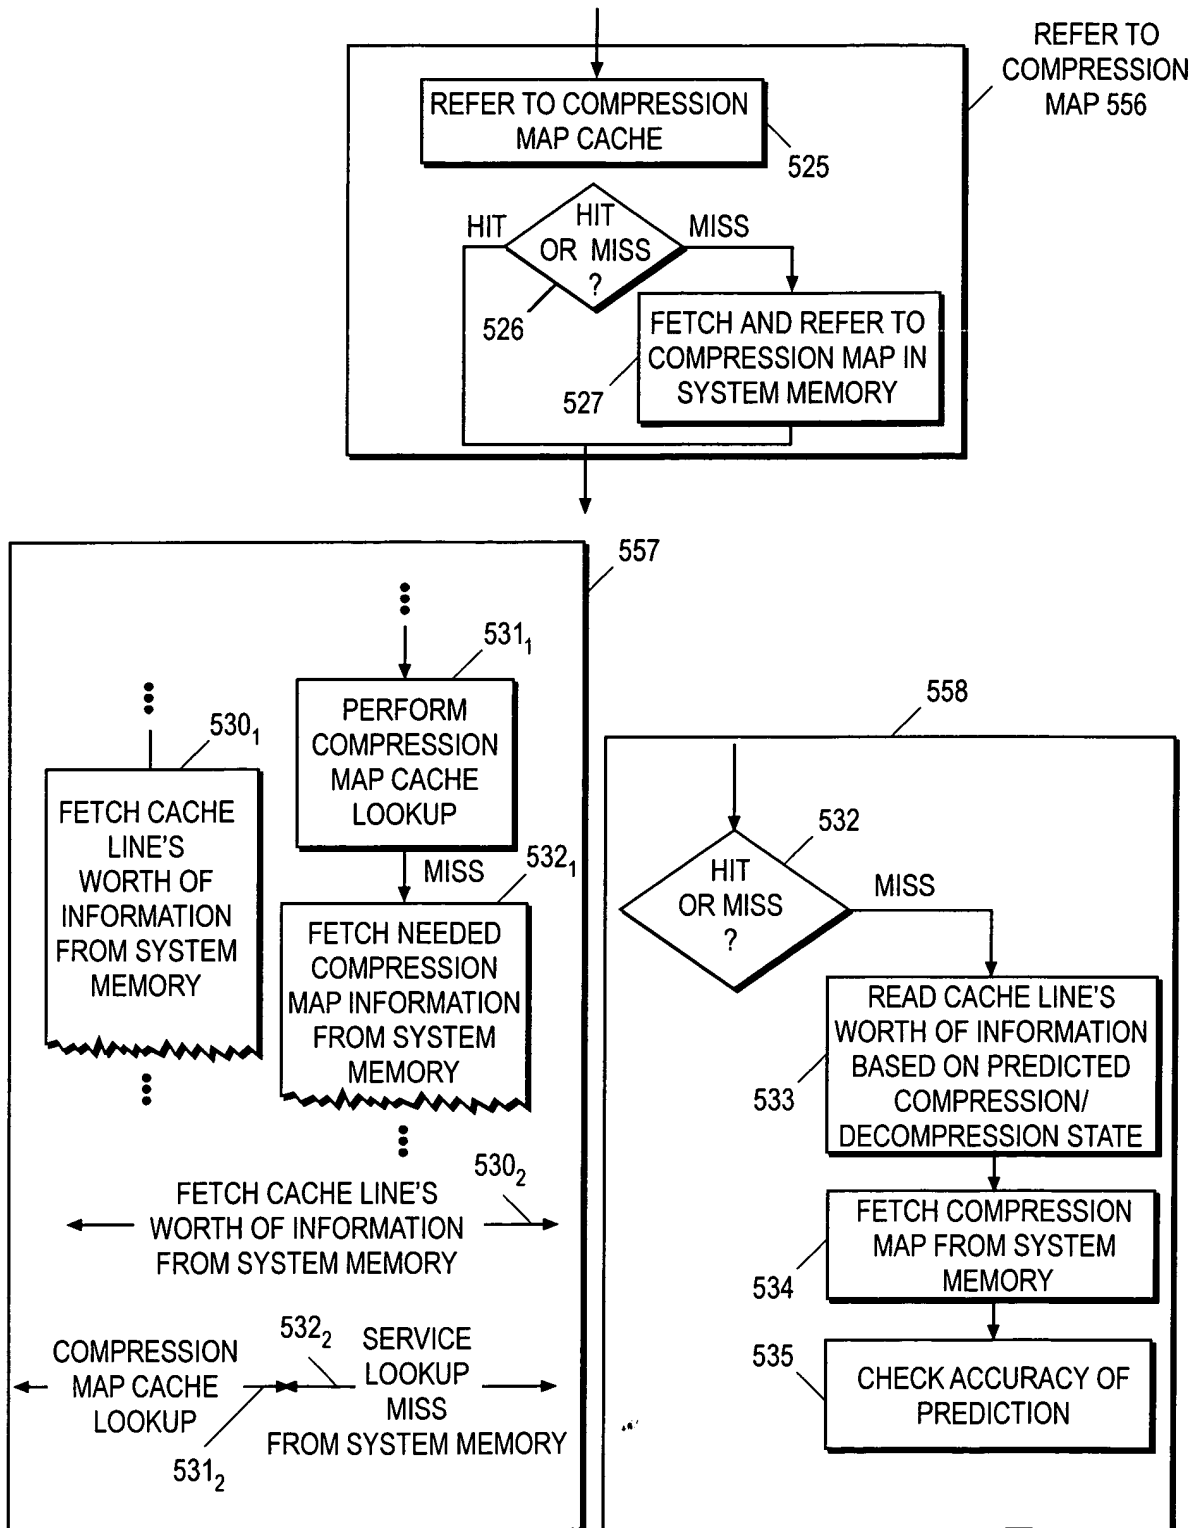 REFER TO
COMPRESSION
MAP 556
REFER TO COMPRESSION
MAP CACHE
525
HIT
HIT
OR MISS
?
MISS
526
FETCH AND REFER TO
COMPRESSION MAP IN
SYSTEM MEMORY
527
557
531₁
PERFORM
COMPRESSION
MAP CACHE
LOOKUP
530₁
FETCH CACHE
LINE'S
WORTH OF
INFORMATION
FROM SYSTEM
MEMORY
MISS
532₁
FETCH NEEDED
COMPRESSION
MAP INFORMATION
FROM SYSTEM
MEMORY
530₂
FETCH CACHE LINE'S
WORTH OF INFORMATION
FROM SYSTEM MEMORY
COMPRESSION
MAP CACHE
LOOKUP
532₂
SERVICE
LOOKUP
MISS
FROM SYSTEM MEMORY
531₂
558
532
HIT
OR MISS
?
MISS
READ CACHE LINE'S
WORTH OF INFORMATION
BASED ON PREDICTED
COMPRESSION/
DECOMPRESSION STATE
533
FETCH COMPRESSION
MAP FROM SYSTEM
MEMORY
534
535
CHECK ACCURACY OF
PREDICTION